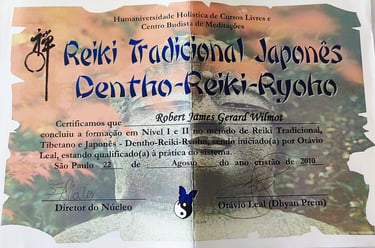 Humaniversidade Holística de Cursos Livres e
Centro Budista de Meditações
禅
Reiki Tradicional Japonês
Dentho-Reiki-Ryoho
Certificamos que Robert James Gerard Wilmot
concluiu a formação em Nível I e II no método de Reiki Tradicional,
Tibetano e Japonês - Dentho-Reiki-Ryoho, sendo iniciado(a) por Otávio
Leal, estando qualificado(a) à prática do sistema.
São Paulo 22 de Agosto do ano cristão de 2010
Diretor do Núcleo
Otávio Leal (Dhyan Prem)